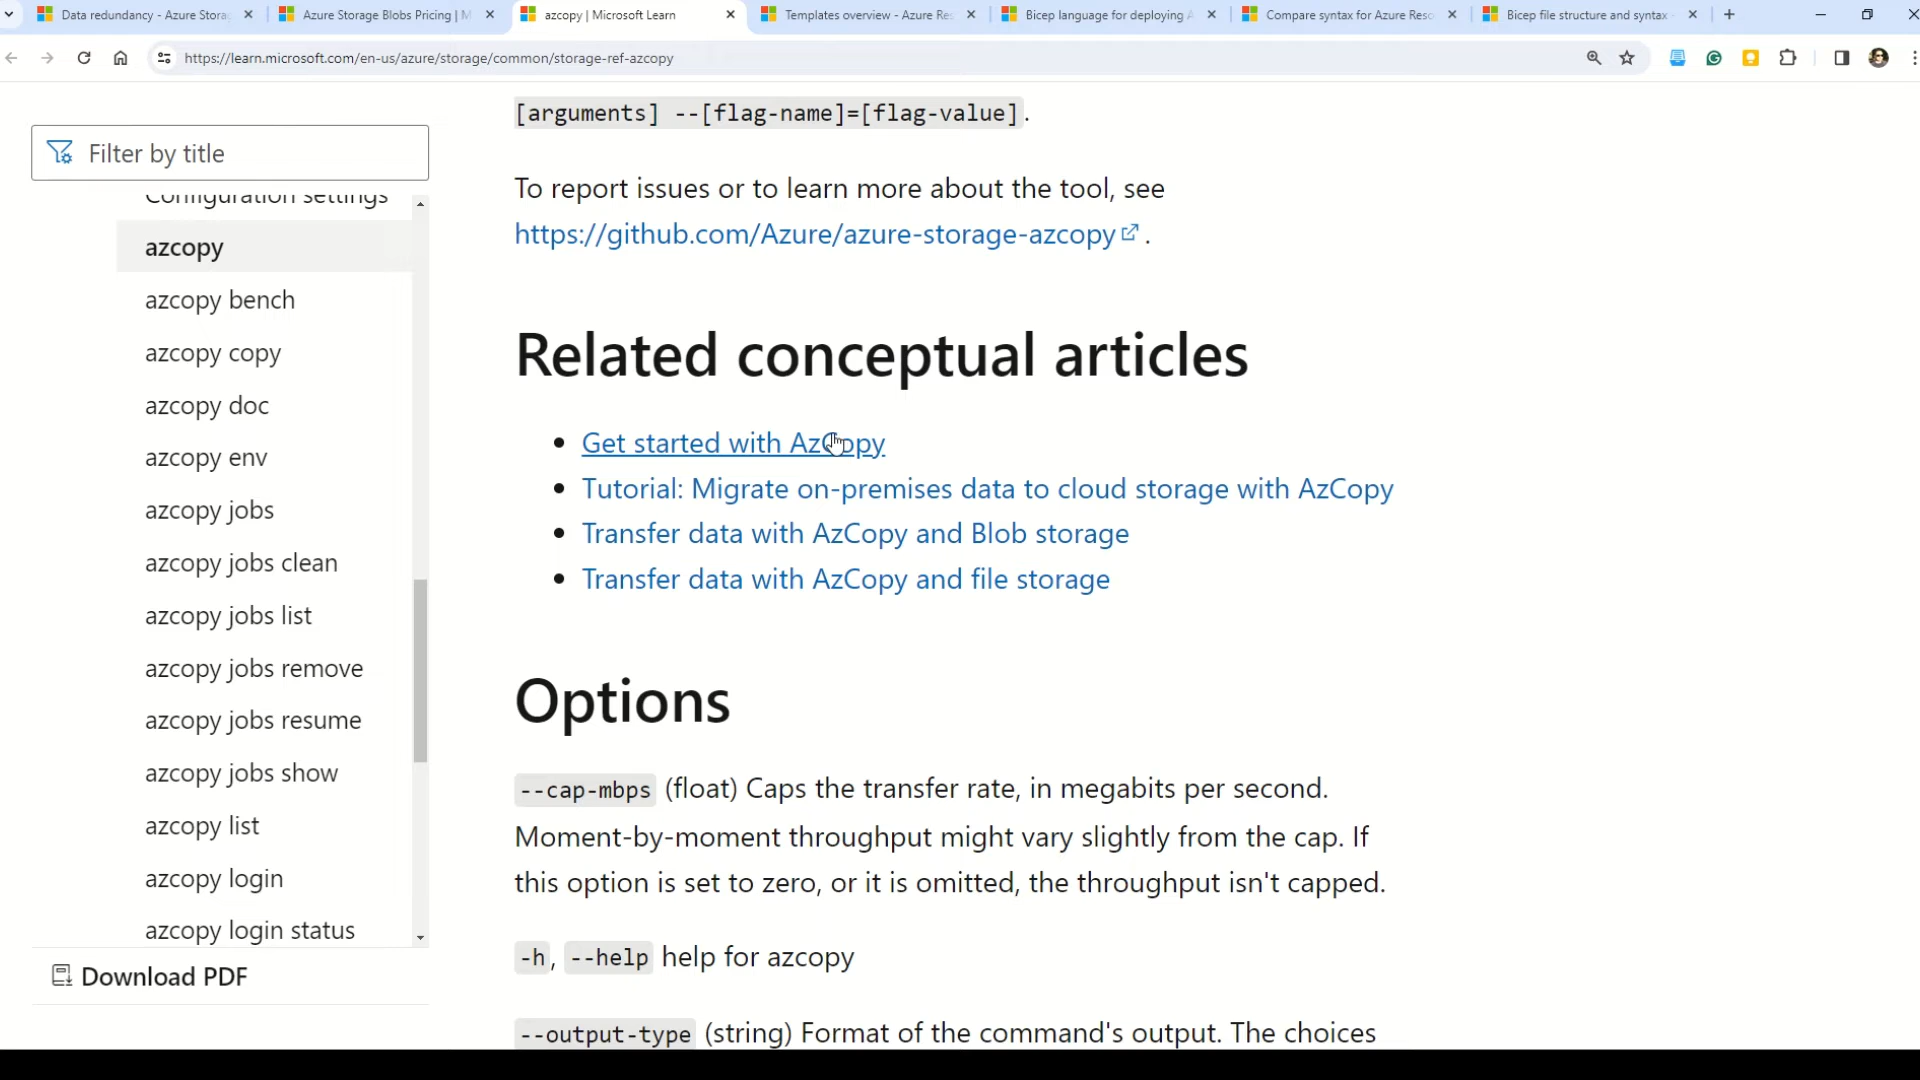 Data redundancy - Azure Stora
Azure Storage Blobs Pricing | M
azcopy | Microsoft Learn
Templates overview - Azure Res
Bicep language for deploying A
Compare syntax for Azure Reso
Bicep file structure and syntax -
https://learn.microsoft.com/en-us/azure/storage/common/storage-ref-azcopy
Filter by title
Configuration settings
azcopy
azcopy bench
azcopy copy
azcopy doc
azcopy env
azcopy jobs
azcopy jobs clean
azcopy jobs list
azcopy jobs remove
azcopy jobs resume
azcopy jobs show
azcopy list
azcopy login
azcopy login status
Download PDF
[arguments] --[flag-name]=[flag-value].
To report issues or to learn more about the tool, see
https://github.com/Azure/azure-storage-azcopy .
Related conceptual articles
• Get started with AzCopy
• Tutorial: Migrate on-premises data to cloud storage with AzCopy
• Transfer data with AzCopy and Blob storage
• Transfer data with AzCopy and file storage
Options
--cap-mbps (float) Caps the transfer rate, in megabits per second.
Moment-by-moment throughput might vary slightly from the cap. If
this option is set to zero, or it is omitted, the throughput isn't capped.
-h, --help help for azcopy
--output-type (string) Format of the command's output. The choices